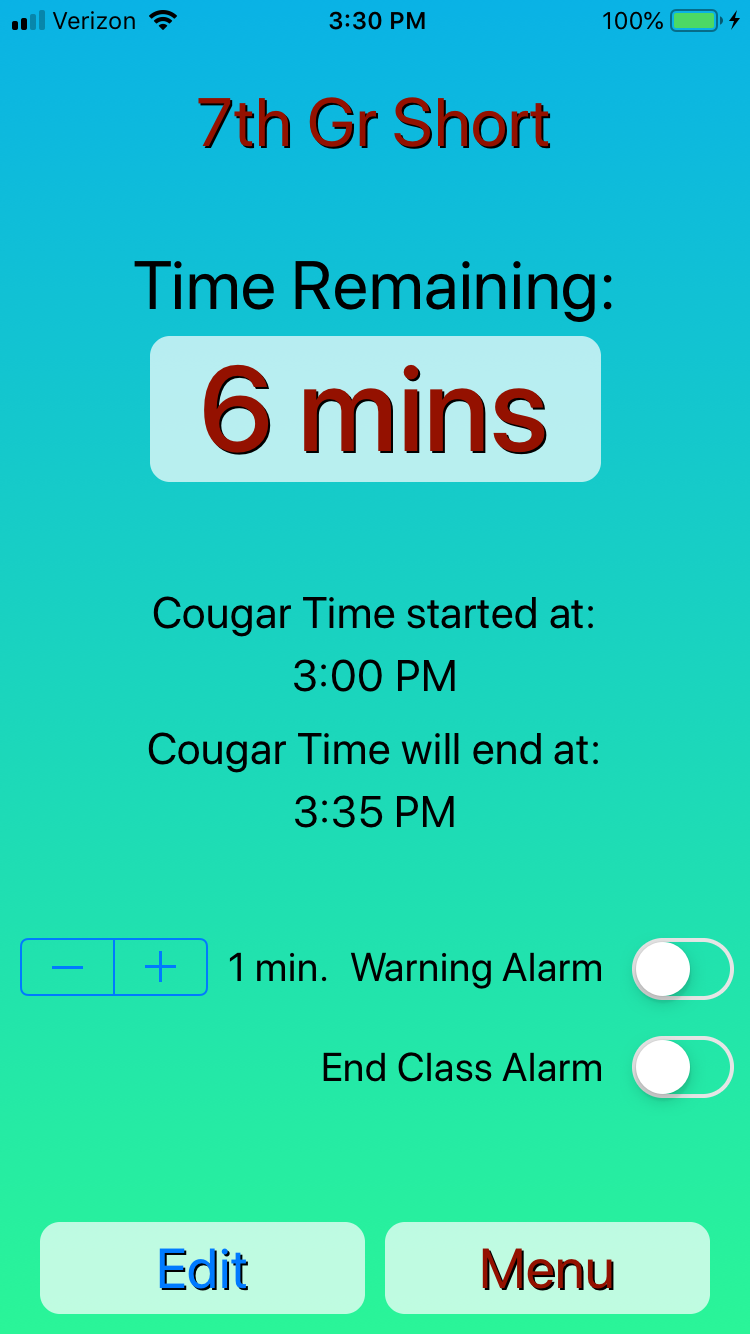 Verizon 3:30 PM 100%
7th Gr Short
Time Remaining:
6 mins
Cougar Time started at:
3:00 PM
Cougar Time will end at:
3:35 PM
— + 1 min. Warning Alarm
End Class Alarm
Edit Menu